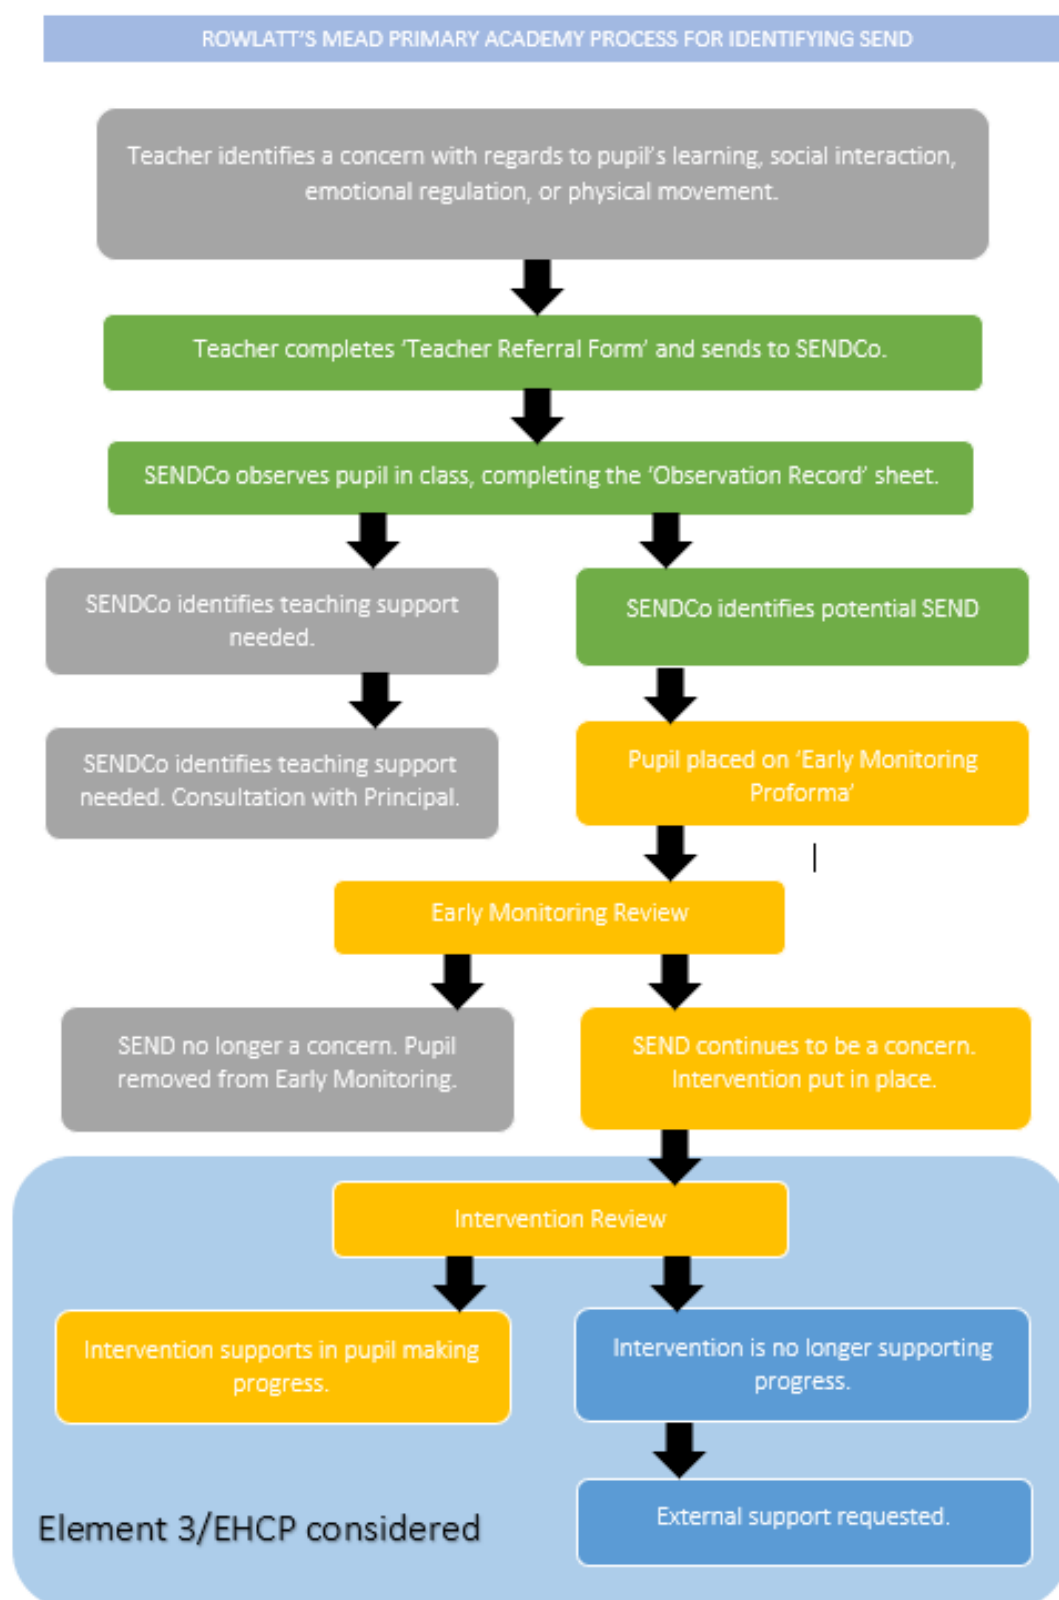 ROWLATT'S MEAD PRIMARY ACADEMY PROCESS FOR IDENTIFYING SEND
Teacher identifies a concern with regards to pupil's learning, social interaction,
emotional regulation, or physical movement.
Teacher completes 'Teacher Referral Form' and sends to SENDCo.
SENDCo observes pupil in class, completing the 'Observation Record' sheet.
SENDCo identifies teaching support
needed.
SENDCo identifies potential SEND
SENDCo identifies teaching support
needed. Consultation with Principal.
Pupil placed on 'Early Monitoring
Proforma'
Early Monitoring Review
SEND no longer a concern. Pupil
removed from Early Monitoring.
SEND continues to be a concern.
Intervention put in place.
Intervention Review
Intervention supports in pupil making
progress.
Intervention is no longer supporting
progress.
External support requested.
Element 3/EHCP considered